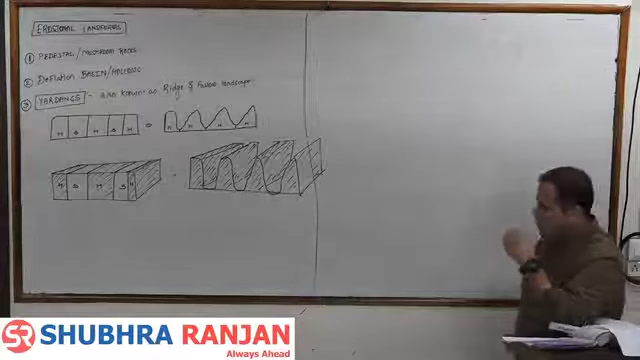 EROSIONAL LANDFORMS
① PEDESTAL/MUSHROOM ROCKS
② Deflation BASIN/HOLLOWS
③ YARDANGS - also known as Ridge & Furrow landscape.
H S H S H = H H H H
H S H S H
SR SHUBHRA RANJAN
Always Ahead